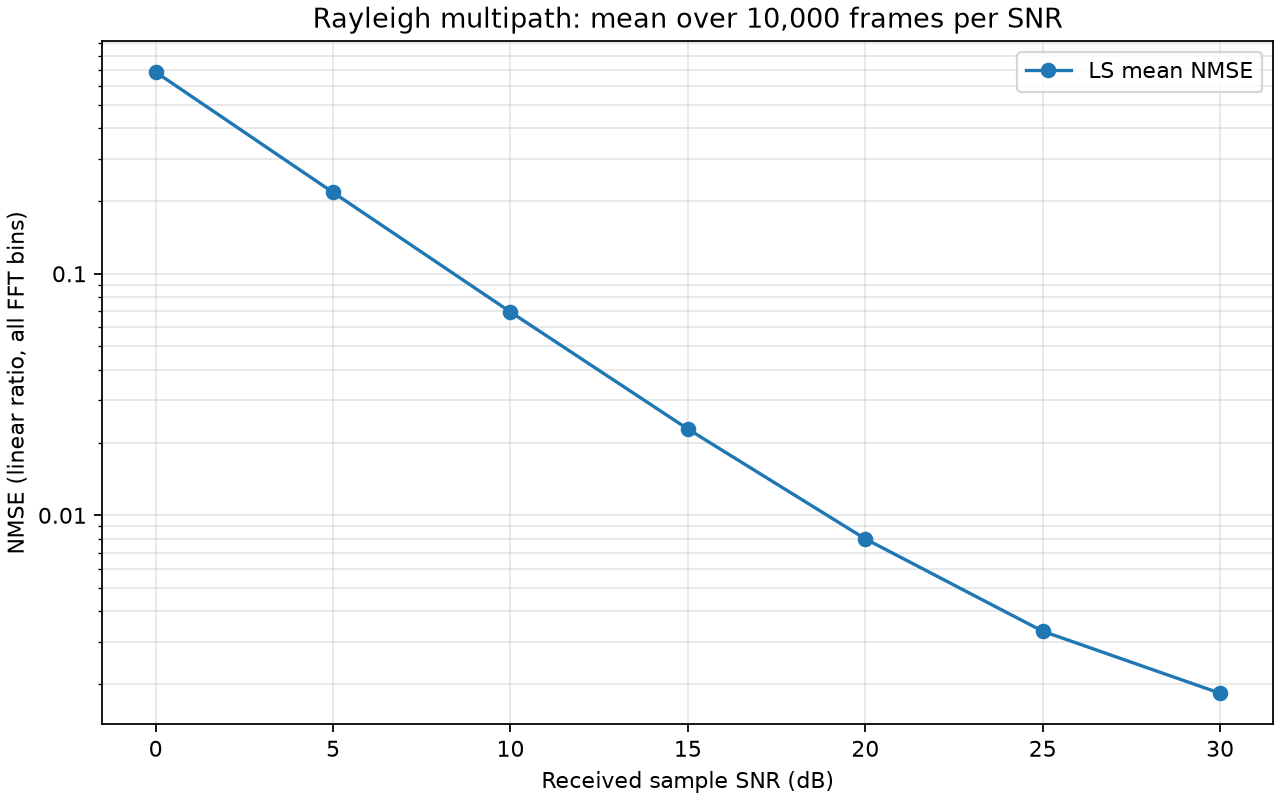 Rayleigh multipath: mean over 10,000 frames per SNR
LS mean NMSE
NMSE (linear ratio, all FFT bins)
0.1
0.01
0 5 10 15 20 25 30
Received sample SNR (dB)